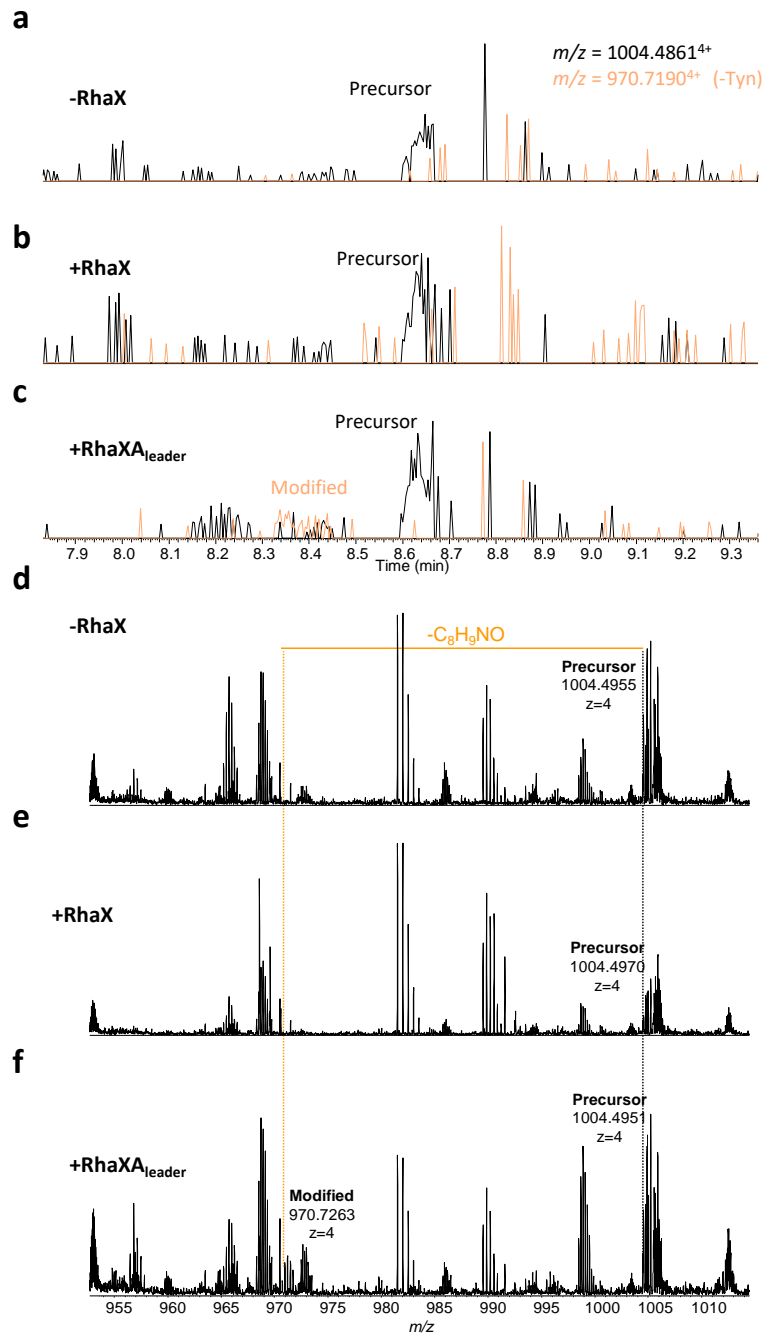 a
m/z = 1004.4861⁴⁺
m/z = 970.7190⁴⁺ (-Tyn)
-RhaX
Precursor
b
+RhaX
Precursor
c
+RhaXA_leader
Precursor
Modified
7.9 8.0 8.1 8.2 8.3 8.4 8.5 8.6 8.7 8.8 8.9 9.0 9.1 9.2 9.3
Time (min)
d
-RhaX
-C₈H₉NO
Precursor
1004.4955
z=4
e
+RhaX
Precursor
1004.4970
z=4
f
+RhaXA_leader
Precursor
1004.4951
z=4
Modified
970.7263
z=4
955 960 965 970 975 980 985 990 995 1000 1005 1010
m/z